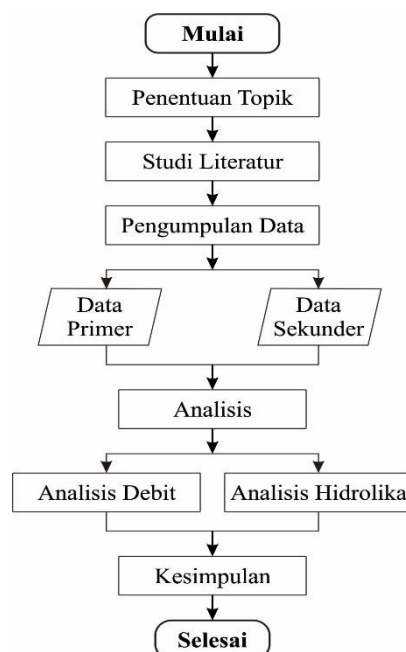 Mulai
Penentuan Topik
Studi Literatur
Pengumpulan Data
Data
Primer
Data
Sekunder
Analisis
Analisis Debit
Analisis Hidrolika
Kesimpulan
Selesai